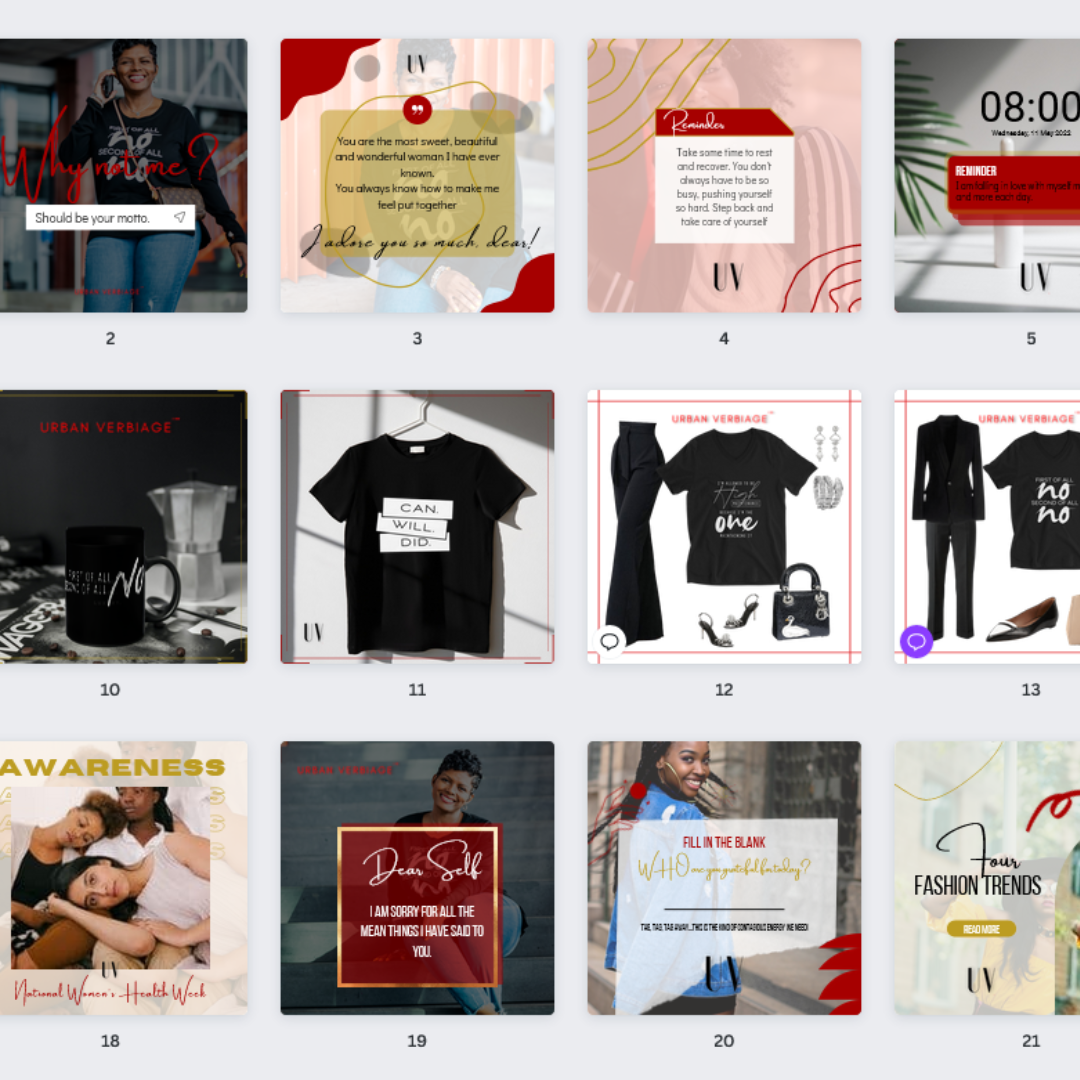 FIRST OF ALL
no
SECOND OF ALL
Why not me?
Should be your motto.
URBAN VERBIAGE
2
UV
You are the most sweet, beautiful
and wonderful woman I have ever
known.
You always know how to make me
feel put together
I adore you so much, dear!
3
Reminder
Take some time to rest
and recover. You don't
always have to be so
busy, pushing yourself
so hard. Step back and
take care of yourself
UV
4
08:00
Wednesday, 11 May 2022
REMINDER
I am falling in love with myself m
and more each day.
UV
5
URBAN VERBIAGE™
FIRST OF ALL
SECOND OF ALL
NO
10
CAN.
WILL.
DID.
UV
11
URBAN VERBIAGE™
I'M ALLOWED TO BE
High
BECAUSE I'M THE
one
12
URBAN VERBIAGE™
FIRST OF ALL
no
SECOND OF ALL
no
13
AWARENESS
UV
National Women's Health Week
18
URBAN VERBIAGE™
Dear Self
I AM SORRY FOR ALL THE
MEAN THINGS I HAVE SAID TO
YOU.
19
FILL IN THE BLANK
WHO are you grateful for today?
TAG, TAG, TAG AWAY...THIS IS THE KIND OF CONTAGIOUS ENERGY WE NEED!
UV
20
Four
FASHION TRENDS
READ MORE
UV
21